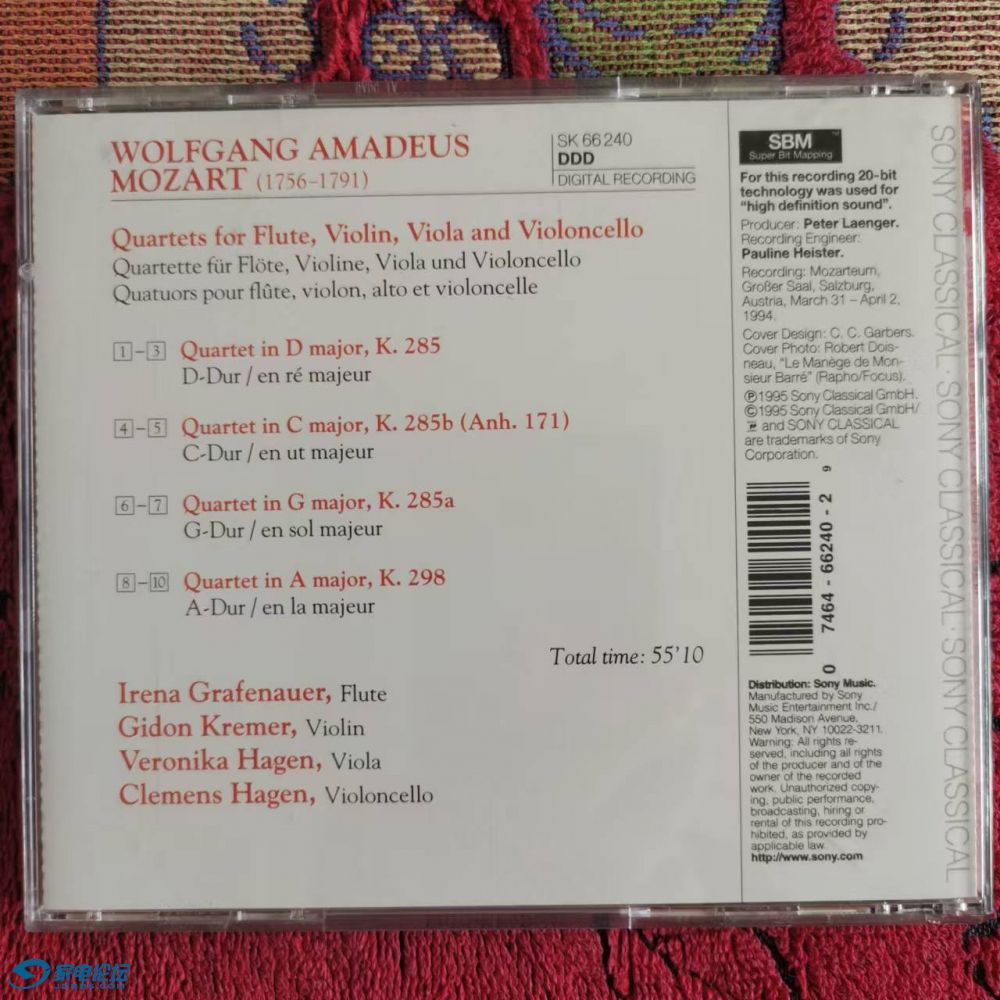 WOLFGANG AMADEUS
MOZART (1756–1791)
SK 66 240
DDD
DIGITAL RECORDING
Quartets for Flute, Violin, Viola and Violoncello
Quartette für Flöte, Violine, Viola und Violoncello
Quatuors pour flûte, violon, alto et violoncelle
1–3 Quartet in D major, K. 285
D-Dur / en ré majeur
4–5 Quartet in C major, K. 285b (Anh. 171)
C-Dur / en ut majeur
6–7 Quartet in G major, K. 285a
G-Dur / en sol majeur
8–10 Quartet in A major, K. 298
A-Dur / en la majeur
Total time: 55'10
Irena Grafenauer, Flute
Gidon Kremer, Violin
Veronika Hagen, Viola
Clemens Hagen, Violoncello
SBM™
Super Bit Mapping
For this recording 20-bit
technology was used for
“high definition sound”.
Producer: Peter Laenger.
Recording Engineer:
Pauline Heister.
Recording: Mozarteum,
Großer Saal, Salzburg,
Austria, March 31 – April 2,
1994.
Cover Design: C. C. Garbers.
Cover Photo: Robert Dois-
neau, “Le Manège de Mon-
sieur Barré” (Rapho/Focus).
℗1995 Sony Classical GmbH.
©1995 Sony Classical GmbH/
and SONY CLASSICAL
are trademarks of Sony
Corporation.
0 7464 - 66240 - 2 9
Distribution: Sony Music.
Manufactured by Sony
Music Entertainment Inc./
550 Madison Avenue,
New York, NY 10022-3211.
Warning: All rights re-
served, including all rights
of the producer and of the
owner of the recorded
work. Unauthorized copy-
ing, public performance,
broadcasting, hiring or
rental of this recording pro-
hibited, as provided by
applicable law.
http://www.sony.com
SONY CLASSICAL · SONY CLASSICAL · SONY CLASSICAL
家电论坛